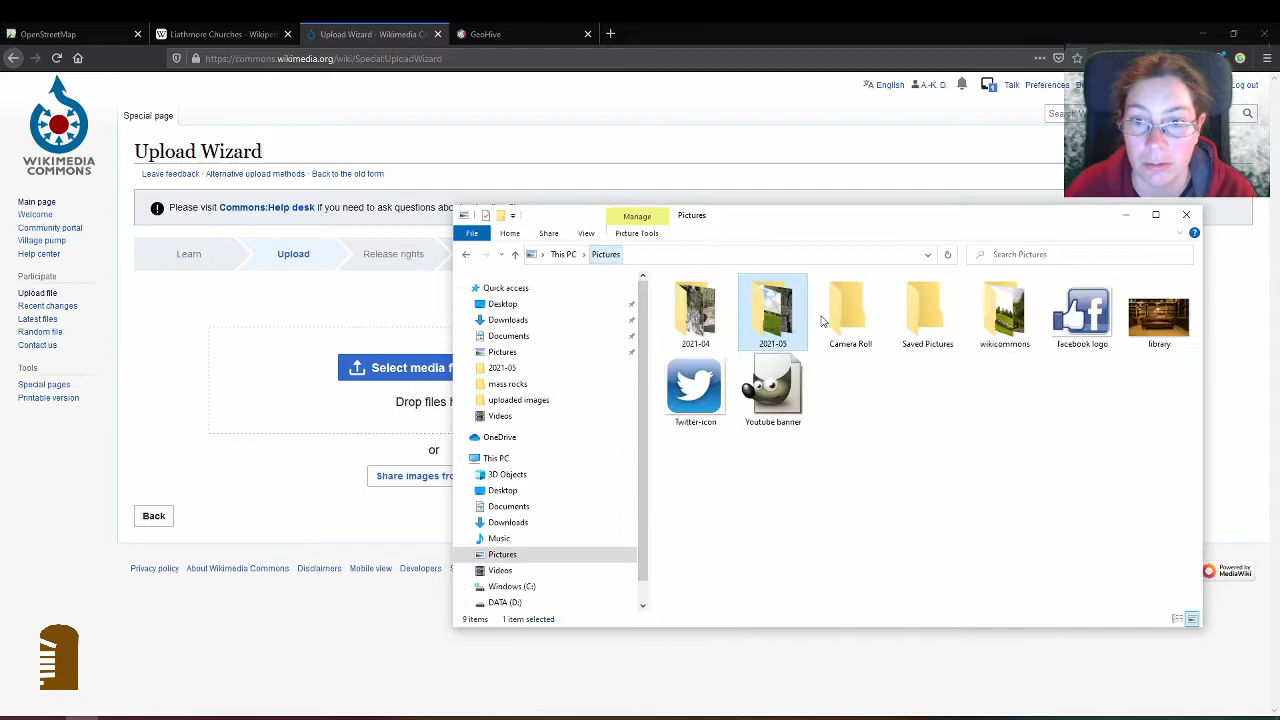 OpenStreetMap
Liathmore Churches - Wikiped
Upload Wizard - Wikimedia C
GeoHive
https://commons.wikimedia.org/wiki/Special:UploadWizard
English
A.-K. D.
Talk
Preferences
Log out
WIKIMEDIA
COMMONS
Special page
Search
Upload Wizard
Leave feedback · Alternative upload methods · Back to the old form
Please visit Commons:Help desk if you need to ask questions abo
Main page
Welcome
Community portal
Village pump
Help center
Participate
Upload file
Recent changes
Latest files
Random file
Contact us
Tools
Special pages
Printable version
Learn
Upload
Release rights
Select media f
Drop files h
or
Share images fro
Back
Privacy policy
About Wikimedia Commons
Disclaimers
Mobile view
Developers
Powered by
MediaWiki
Manage
Pictures
File
Home
Share
View
Picture Tools
This PC
Pictures
Search Pictures
Quick access
Desktop
Downloads
Documents
Pictures
2021-05
mass rocks
uploaded images
Videos
OneDrive
This PC
3D Objects
Desktop
Documents
Downloads
Music
Pictures
Videos
Windows (C:)
DATA (D:)
2021-04
2021-05
Camera Roll
Saved Pictures
wikicommons
facebook logo
library
Twitter-icon
Youtube banner
9 items
1 item selected